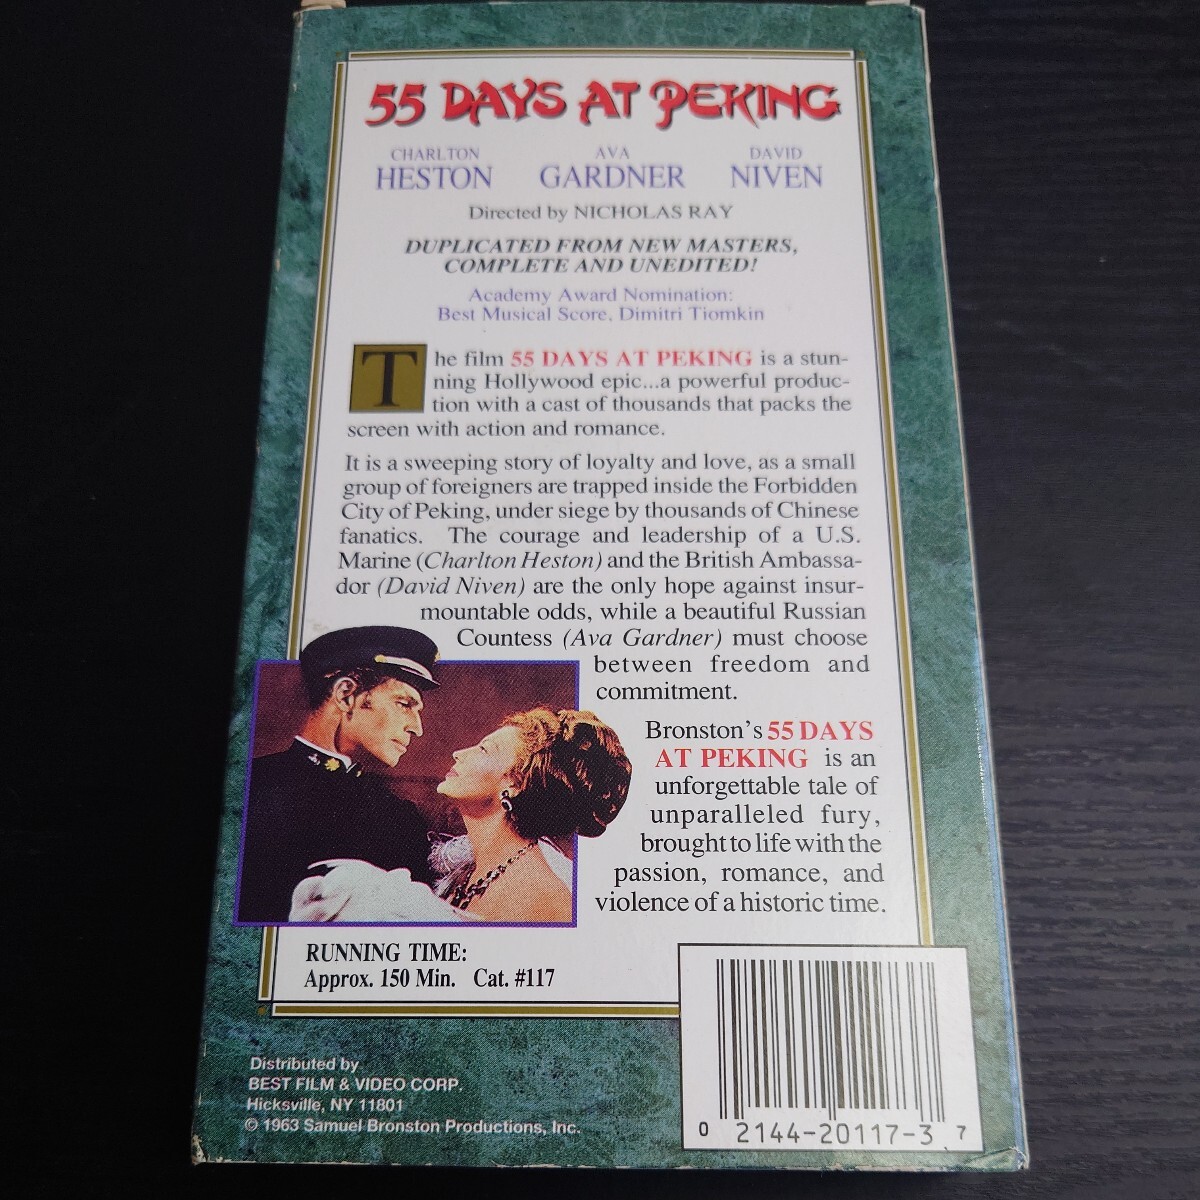 55 DAYS AT PEKING
CHARLTON HESTON
AVA GARDNER
DAVID NIVEN
Directed by NICHOLAS RAY
DUPLICATED FROM NEW MASTERS,
COMPLETE AND UNEDITED!
Academy Award Nomination:
Best Musical Score, Dimitri Tiomkin
The film 55 DAYS AT PEKING is a stun-
ning Hollywood epic...a powerful produc-
tion with a cast of thousands that packs the
screen with action and romance.
It is a sweeping story of loyalty and love, as a small
group of foreigners are trapped inside the Forbidden
City of Peking, under siege by thousands of Chinese
fanatics. The courage and leadership of a U.S.
Marine (Charlton Heston) and the British Ambassa-
dor (David Niven) are the only hope against insur-
mountable odds, while a beautiful Russian
Countess (Ava Gardner) must choose
between freedom and
commitment.
Bronston's 55 DAYS
AT PEKING is an
unforgettable tale of
unparalleled fury,
brought to life with the
passion, romance, and
violence of a historic time.
RUNNING TIME:
Approx. 150 Min. Cat. #117
Distributed by
BEST FILM & VIDEO CORP.
Hicksville, NY 11801
© 1963 Samuel Bronston Productions, Inc.
0 2144-20117-3 7